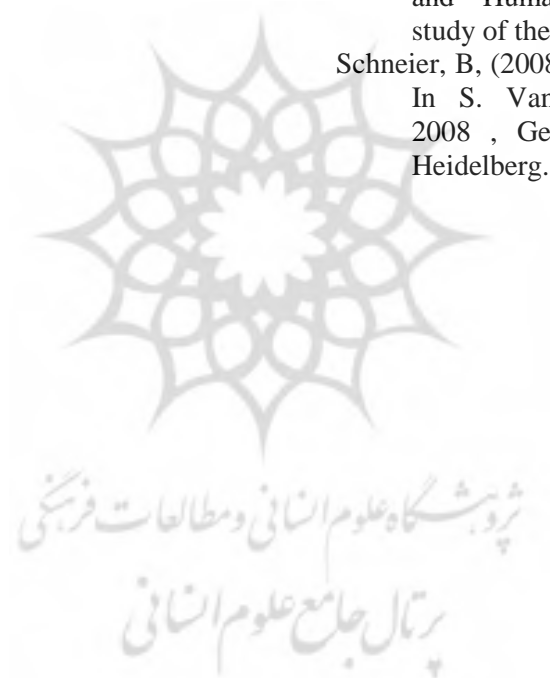 and Huma
study of the
Schneier, B, (2008
In S. Van
2008 , Ge
Heidelberg.
پژوهشگاه علوم انسانی و مطالعات فرهنگی
پرتال جامع علوم انسانی